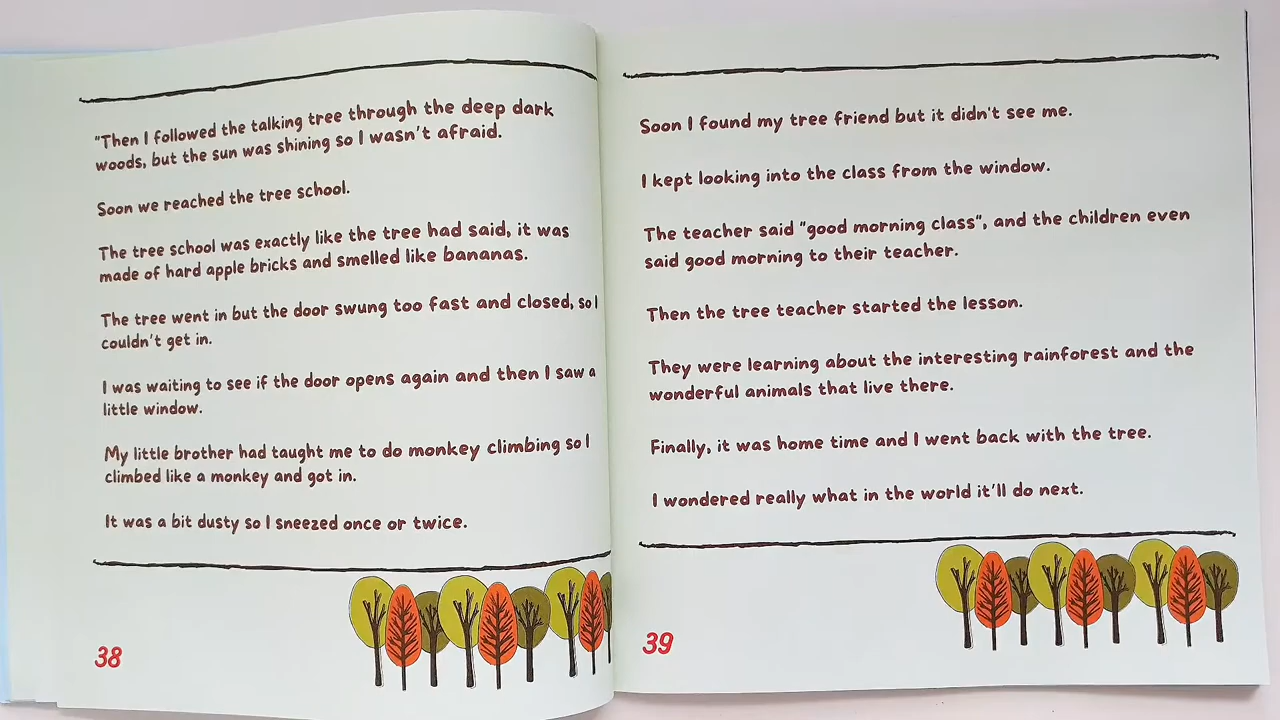 "Then I followed the talking tree through the deep dark
woods, but the sun was shining so I wasn't afraid.
Soon we reached the tree school.
The tree school was exactly like the tree had said, it was
made of hard apple bricks and smelled like bananas.
The tree went in but the door swung too fast and closed, so I
couldn't get in.
I was waiting to see if the door opens again and then I saw a
little window.
My little brother had taught me to do monkey climbing so I
climbed like a monkey and got in.
It was a bit dusty so I sneezed once or twice.
38
Soon I found my tree friend but it didn't see me.
I kept looking into the class from the window.
The teacher said "good morning class", and the children even
said good morning to their teacher.
Then the tree teacher started the lesson.
They were learning about the interesting rainforest and the
wonderful animals that live there.
Finally, it was home time and I went back with the tree.
I wondered really what in the world it'll do next.
39